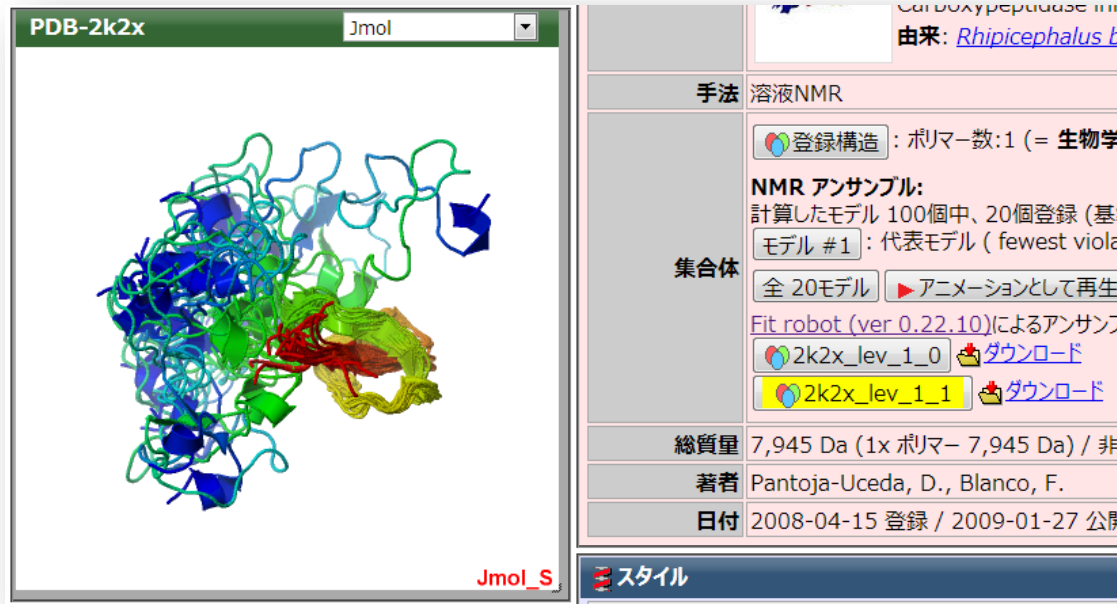 PDB-2k2x
Jmol
Jmol_S
Carboxypeptidase
由来: Rhipicephalus
手法 溶液NMR
集合体
登録構造 : ポリマー数:1 (= 生物学
NMR アンサンブル:
計算したモデル 100個中、20個登録 (基
モデル #1 : 代表モデル ( fewest viola
全 20モデル ▶アニメーションとして再生
Fit robot (ver 0.22.10)によるアンサンブ
2k2x_lev_1_0 ダウンロード
2k2x_lev_1_1 ダウンロード
総質量 7,945 Da (1x ポリマー 7,945 Da) / 非
著者 Pantoja-Uceda, D., Blanco, F.
日付 2008-04-15 登録 / 2009-01-27 公開
スタイル